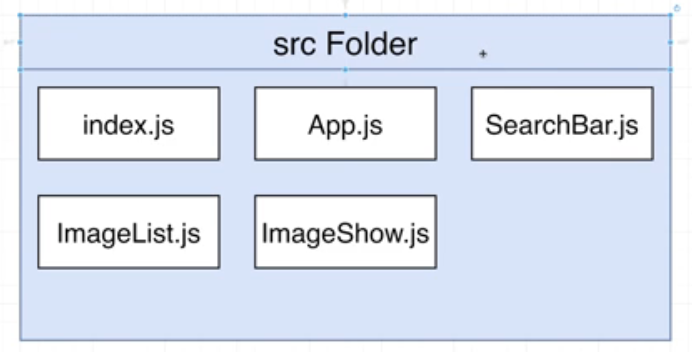 src Folder
index.js
App.js
SearchBar.js
ImageList.js
ImageShow.js